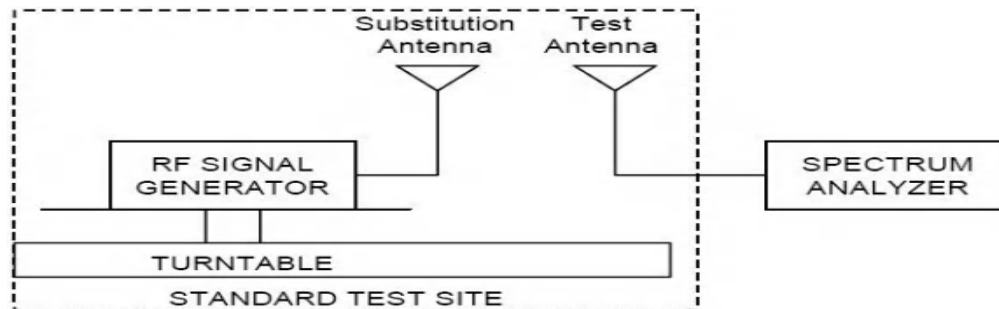 Substitution
Antenna
Test
Antenna
RF SIGNAL
GENERATOR
SPECTRUM
ANALYZER
TURNTABLE
STANDARD TEST SITE